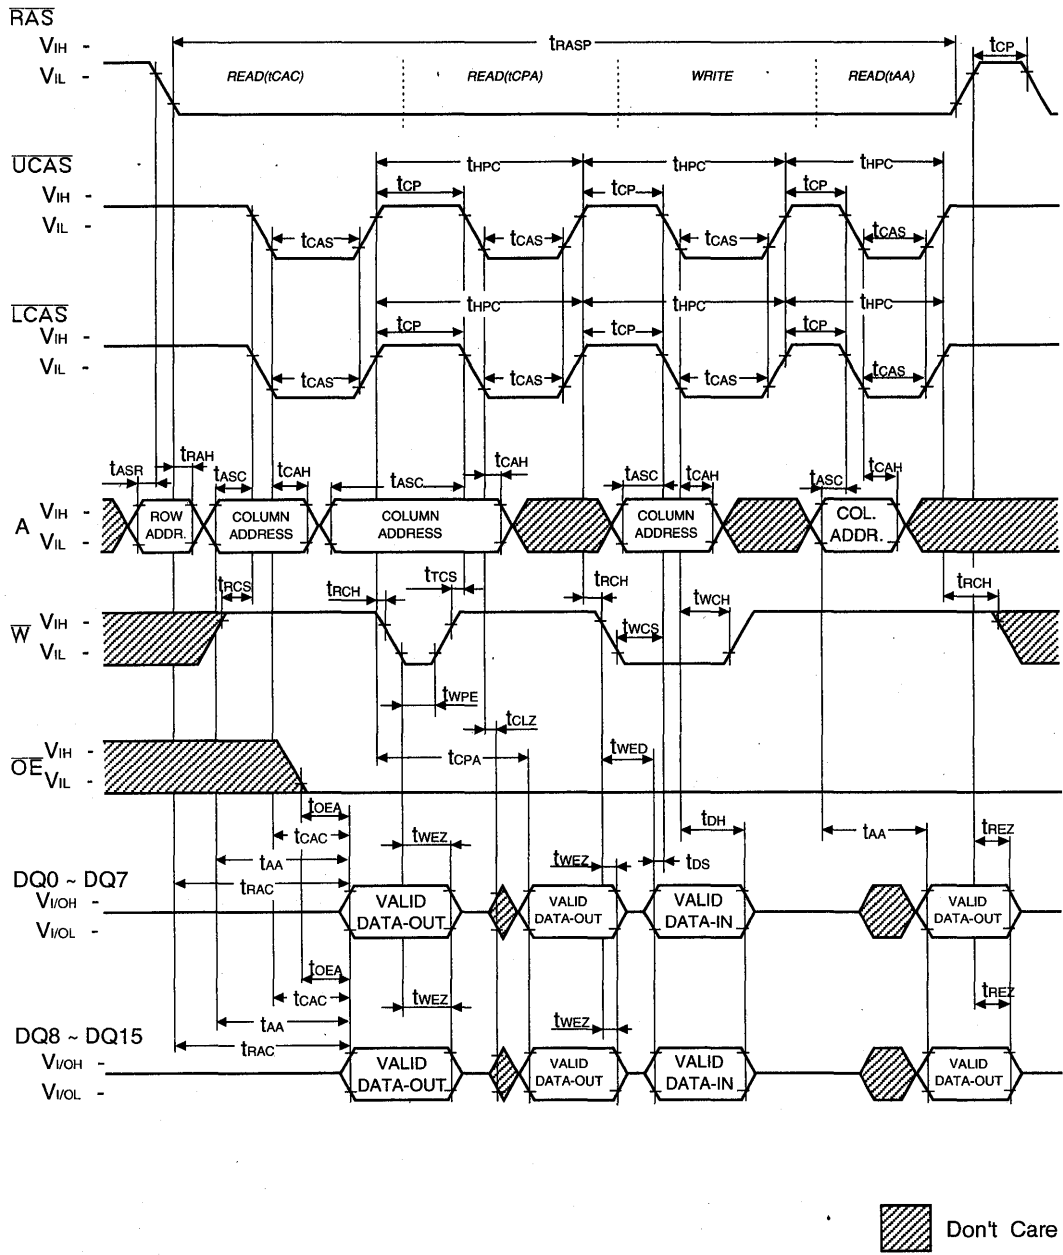 RAS
VIH -
VIL -
tRASP
tCP
READ(tCAC) READ(tCPA) WRITE READ(tAA)
UCAS
VIH -
VIL -
tHPC tHPC tHPC
tCP tCP tCP
tCAS tCAS tCAS tCAS
LCAS
VIH -
VIL -
tHPC tHPC tHPC
tCP tCP tCP
tCAS tCAS tCAS tCAS
tASR tRAH tASC tCAH tASC tCAH tASC tCAH tASC tCAH
A
VIH -
VIL -
ROW ADDR.
COLUMN ADDRESS
COLUMN ADDRESS
COLUMN ADDRESS
COL. ADDR.
tRCS tRCH tTCS tRCH tWCH tRCH
W
VIH -
VIL -
tWCS
tWPE
tCLZ
OE
VIH -
VIL -
tCPA tWED
tOEA
tCAC tWEZ tDH tAA tREZ
tAA tWEZ tDS
tRAC
DQ0 ~ DQ7
VI/OH -
VI/OL -
VALID DATA-OUT
VALID DATA-OUT
VALID DATA-IN
VALID DATA-OUT
tOEA
tCAC tWEZ tREZ
tAA tWEZ
tRAC
DQ8 ~ DQ15
VI/OH -
VI/OL -
VALID DATA-OUT
VALID DATA-OUT
VALID DATA-IN
VALID DATA-OUT
Don't Care